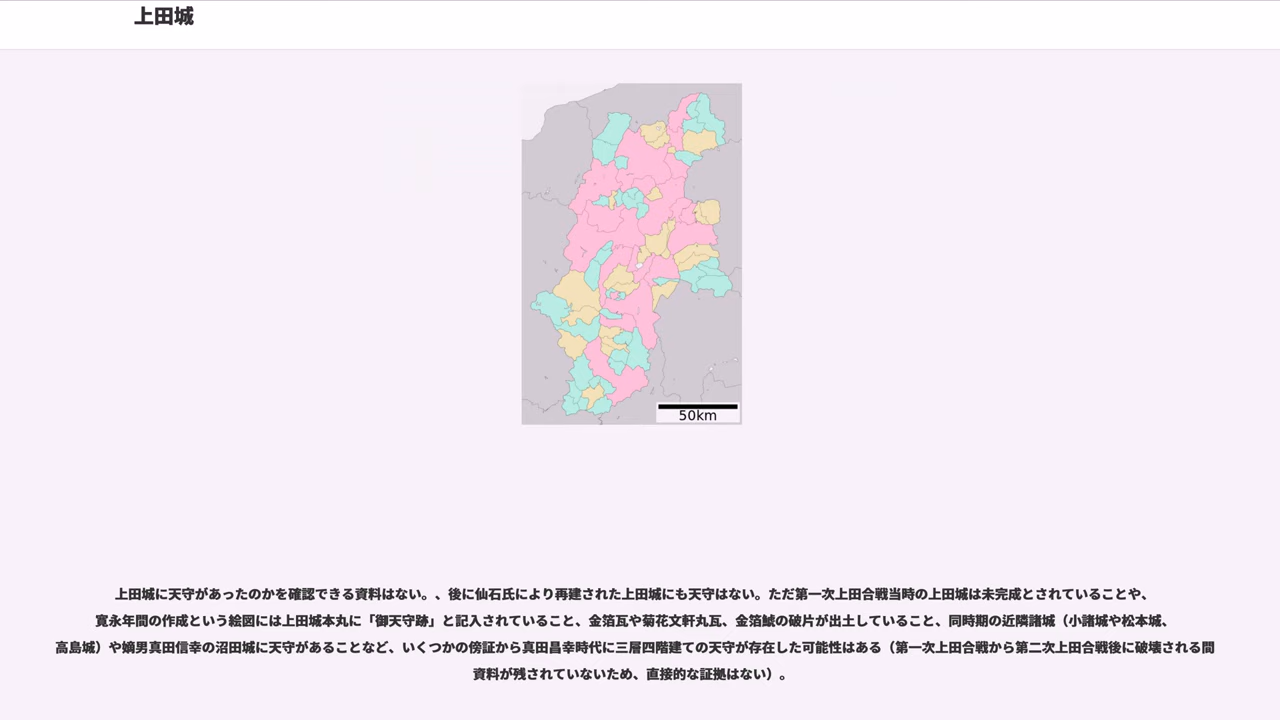 上田城
50km
上田城に天守があったのかを確認できる資料はない。、後に仙石氏により再建された上田城にも天守はない。ただ第一次上田合戦当時の上田城は未完成とされていることや、
寛永年間の作成という絵図には上田城本丸に「御天守跡」と記入されていること、金箔瓦や菊花文軒丸瓦、金箔鯱の破片が出土していること、同時期の近隣諸城（小諸城や松本城、
高島城）や嫡男真田信幸の沼田城に天守があることなど、いくつかの傍証から真田昌幸時代に三層四階建ての天守が存在した可能性はある（第一次上田合戦から第二次上田合戦後に破壊される間
資料が残されていないため、直接的な証拠はない）。